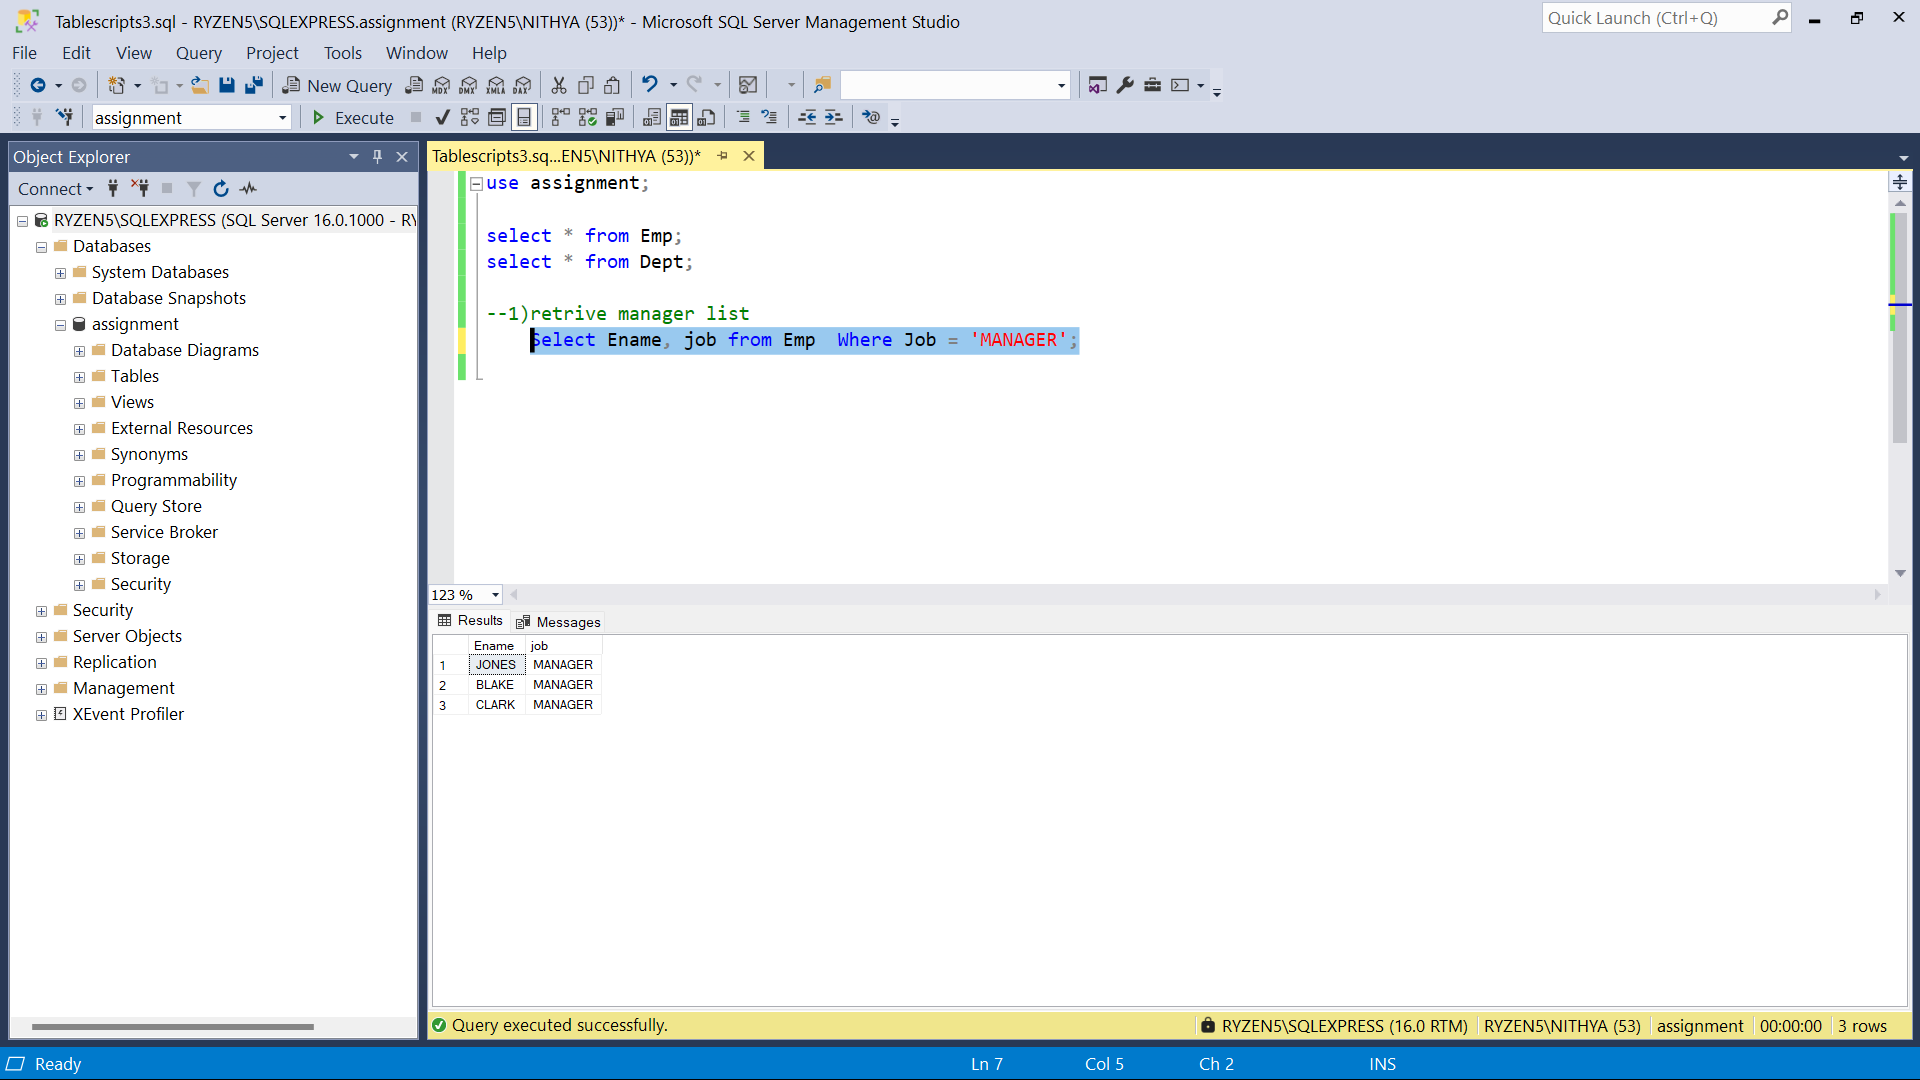 Tablescripts3.sql - RYZEN5\SQLEXPRESS.assignment (RYZEN5\NITHYA (53))* - Microsoft SQL Server Management Studio
Quick Launch (Ctrl+Q)
File Edit View Query Project Tools Window Help
New Query MDX DMX XMLA DAX
assignment Execute
Object Explorer
Connect
RYZEN5\SQLEXPRESS (SQL Server 16.0.1000 - RY
Databases
System Databases
Database Snapshots
assignment
Database Diagrams
Tables
Views
External Resources
Synonyms
Programmability
Query Store
Service Broker
Storage
Security
Security
Server Objects
Replication
Management
XEvent Profiler
Tablescripts3.sq...EN5\NITHYA (53))*
use assignment;
select * from Emp;
select * from Dept;
--1)retrive manager list
Select Ename, job from Emp  Where Job = 'MANAGER';
123 %
Results Messages
Ename job
1 JONES MANAGER
2 BLAKE MANAGER
3 CLARK MANAGER
Query executed successfully. RYZEN5\SQLEXPRESS (16.0 RTM) RYZEN5\NITHYA (53) assignment 00:00:00 3 rows
Ready Ln 7 Col 5 Ch 2 INS